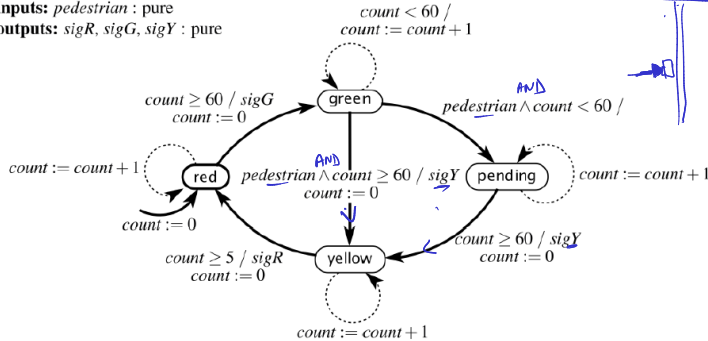 inputs: pedestrian : pure
outputs: sigR, sigG, sigY : pure
count < 60 /
count := count + 1
count ≥ 60 / sigG
count := 0
green
AND
pedestrian ∧ count < 60 /
count := count + 1
red
AND
pedestrian ∧ count ≥ 60 / sigY
count := 0
pending
count := count + 1
count := 0
count ≥ 5 / sigR
count := 0
yellow
count ≥ 60 / sigY
count := 0
count := count + 1